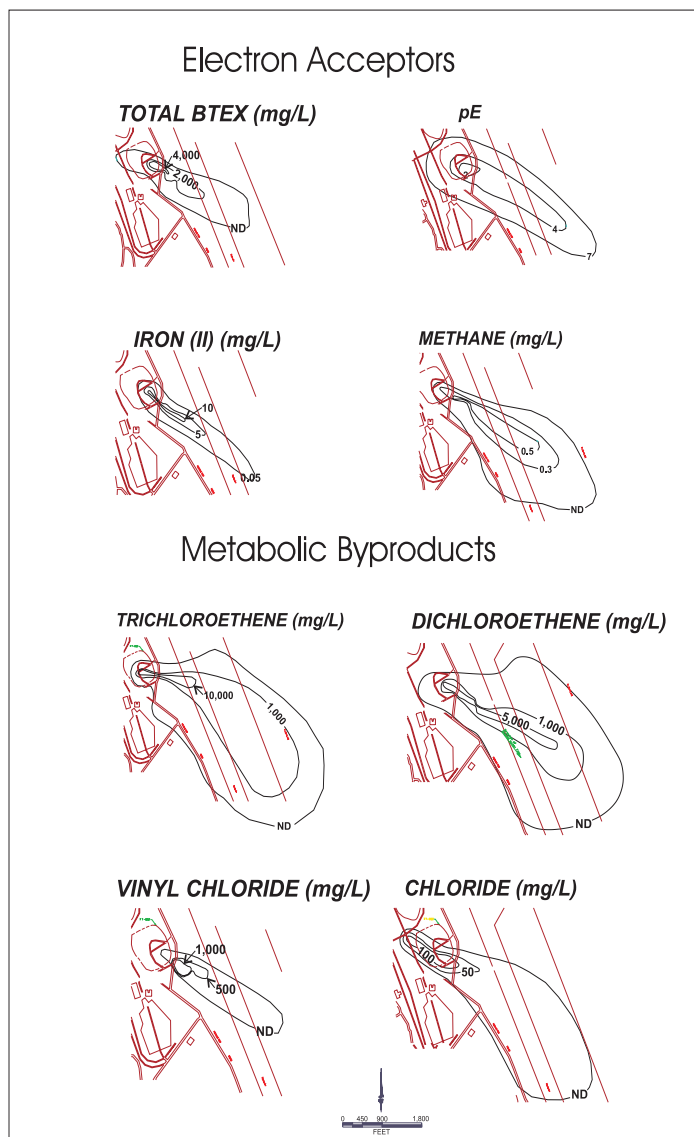 Electron Acceptors
TOTAL BTEX (mg/L)
pE
4,000
2,000
ND
4
7
IRON (II) (mg/L)
METHANE (mg/L)
10
5
0.05
0.5
0.3
ND
Metabolic Byproducts
TRICHLOROETHENE (mg/L)
DICHLOROETHENE (mg/L)
10,000
1,000
ND
5,000
1,000
ND
VINYL CHLORIDE (mg/L)
CHLORIDE (mg/L)
1,000
500
ND
100
50
ND
0 450 900 1,800
FEET